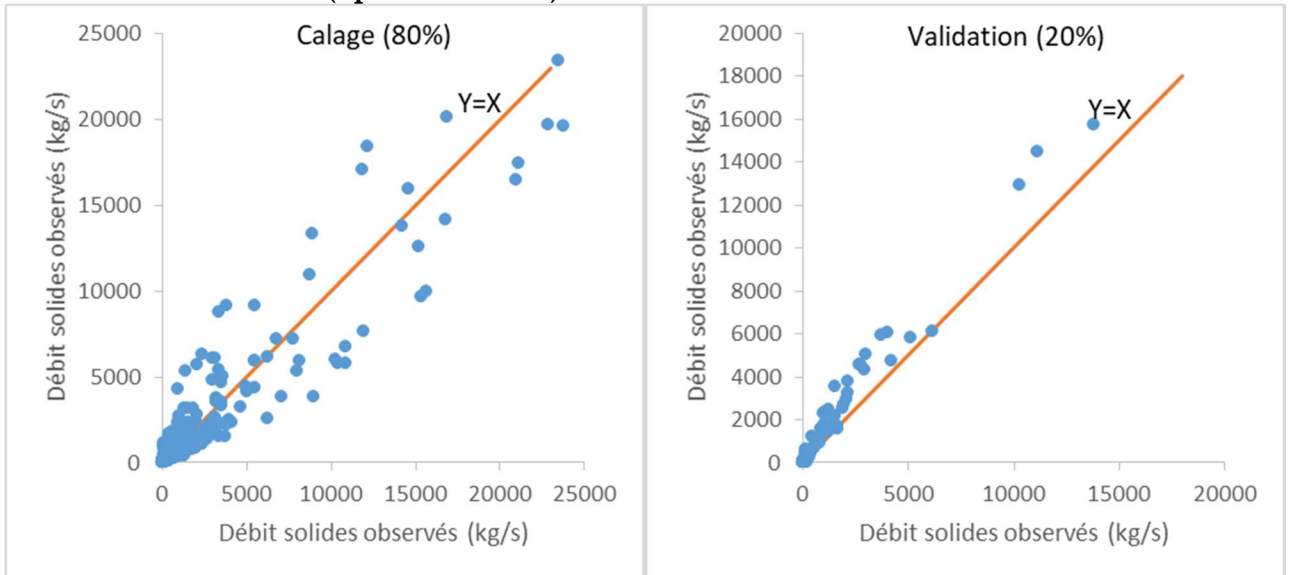 Calage (80%)
Y=X
Débit solides observés (kg/s)
25000
20000
15000
10000
5000
0
0 5000 10000 15000 20000 25000
Débit solides observés (kg/s)
Validation (20%)
Y=X
Débit solides observés (kg/s)
20000
18000
16000
14000
12000
10000
8000
6000
4000
2000
0
0 5000 10000 15000 20000
Débit solides observés (kg/s)